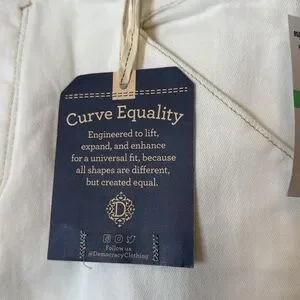 Curve Equality
Engineered to lift,
expand, and enhance
for a universal fit, because
all shapes are different,
but created equal.
D
Follow us
@DemocracyClothing